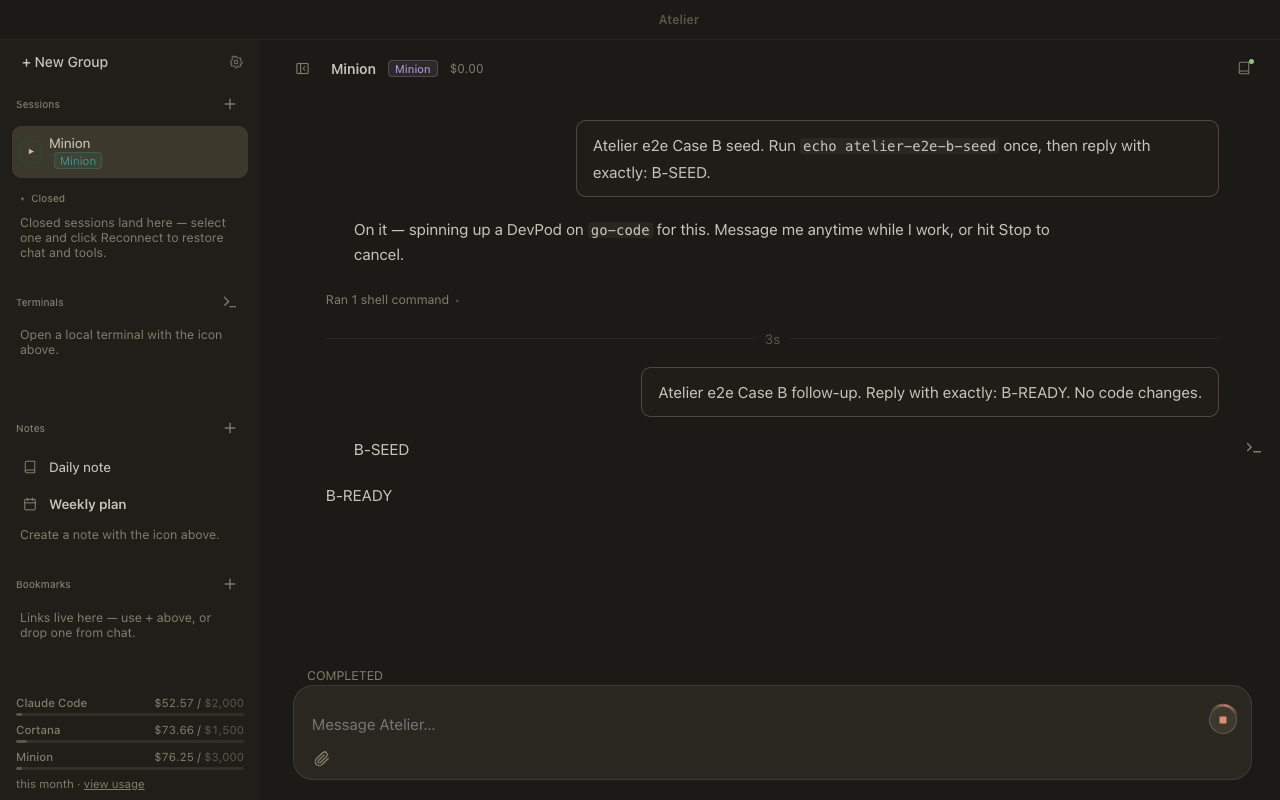 Atelier
+ New Group
Sessions
Minion
Minion
Closed
Closed sessions land here — select
one and click Reconnect to restore
chat and tools.
Terminals
Open a local terminal with the icon
above.
Notes
Daily note
Weekly plan
Create a note with the icon above.
Bookmarks
Links live here — use + above, or
drop one from chat.
Claude Code $52.57 / $2,000
Cortana $73.66 / $1,500
Minion $76.25 / $3,000
this month · view usage
Minion Minion $0.00
Atelier e2e Case B seed. Run echo atelier-e2e-b-seed once, then reply with
exactly: B-SEED.
On it — spinning up a DevPod on go-code for this. Message me anytime while I work, or hit Stop to
cancel.
Ran 1 shell command
3s
Atelier e2e Case B follow-up. Reply with exactly: B-READY. No code changes.
B-SEED
B-READY
COMPLETED
Message Atelier...